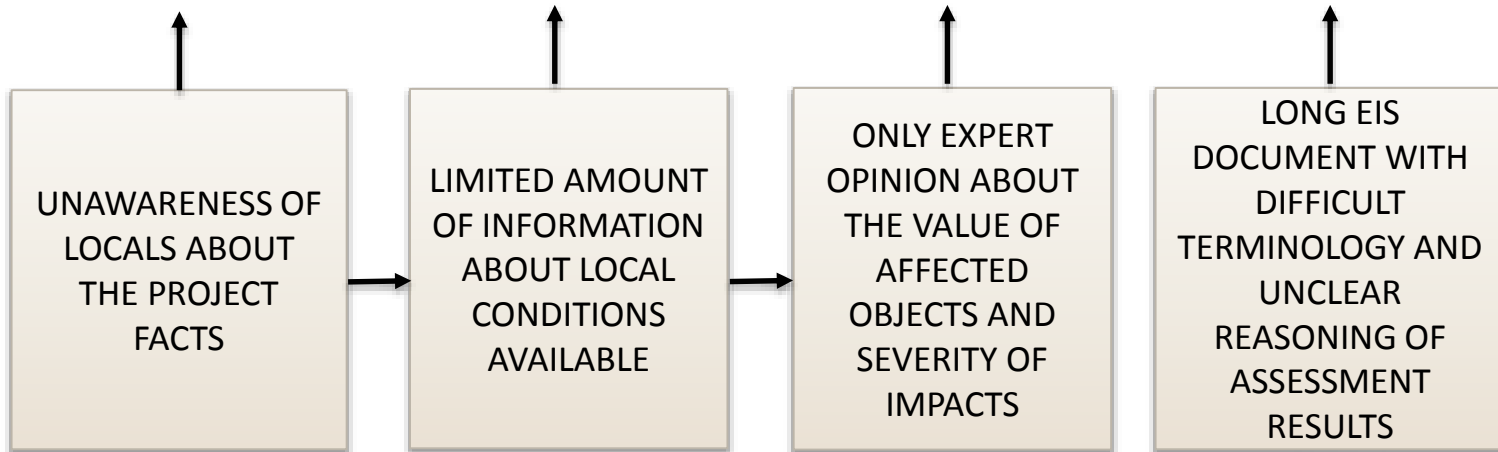 UNAWARENESS OF
LOCALS ABOUT
THE PROJECT
FACTS
LIMITED AMOUNT
OF INFORMATION
ABOUT LOCAL
CONDITIONS
AVAILABLE
ONLY EXPERT
OPINION ABOUT
THE VALUE OF
AFFECTED
OBJECTS AND
SEVERITY OF
IMPACTS
LONG EIS
DOCUMENT WITH
DIFFICULT
TERMINOLOGY AND
UNCLEAR
REASONING OF
ASSESSMENT
RESULTS